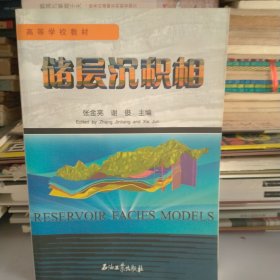 高等学校教材
储层沉积相
张金亮 谢俊 主编
Edited by Zhang Jinliang and Xie Jun
RESERVOIR FACIES MODELS
石油工业出版社